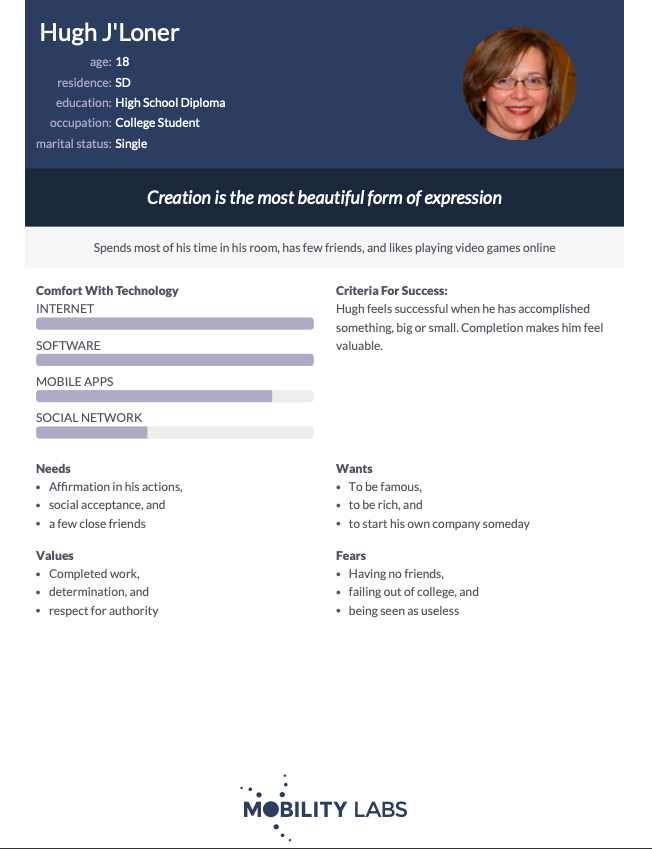 Hugh J'Loner
age: 18
residence: SD
education: High School Diploma
occupation: College Student
marital status: Single
Creation is the most beautiful form of expression
Spends most of his time in his room, has few friends, and likes playing video games online
Comfort With Technology
INTERNET
SOFTWARE
MOBILE APPS
SOCIAL NETWORK
Criteria For Success:
Hugh feels successful when he has accomplished
something, big or small. Completion makes him feel
valuable.
Needs
• Affirmation in his actions,
• social acceptance, and
• a few close friends
Wants
• To be famous,
• to be rich, and
• to start his own company someday
Values
• Completed work,
• determination, and
• respect for authority
Fears
• Having no friends,
• failing out of college, and
• being seen as useless
MOBILITY LABS